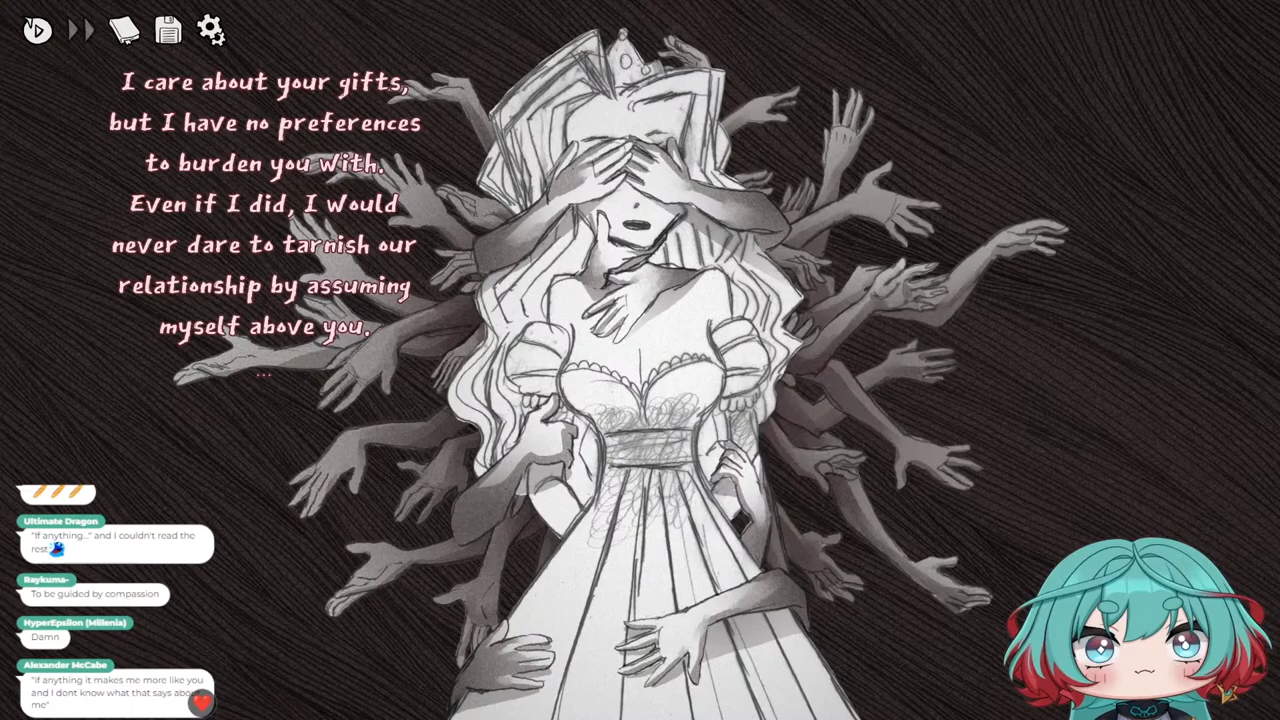 I care about your gifts,
but I have no preferences
to burden you with.
Even if I did, I would
never dare to tarnish our
relationship by assuming
myself above you.
...
Ultimate Dragon
"If anything..." and I couldn't read the
rest
Raykuma-
To be guided by compassion
HyperEpsilon (Millenia)
Damn
Alexander McCabe
"if anything it makes me more like you
and I dont know what that says about
me"